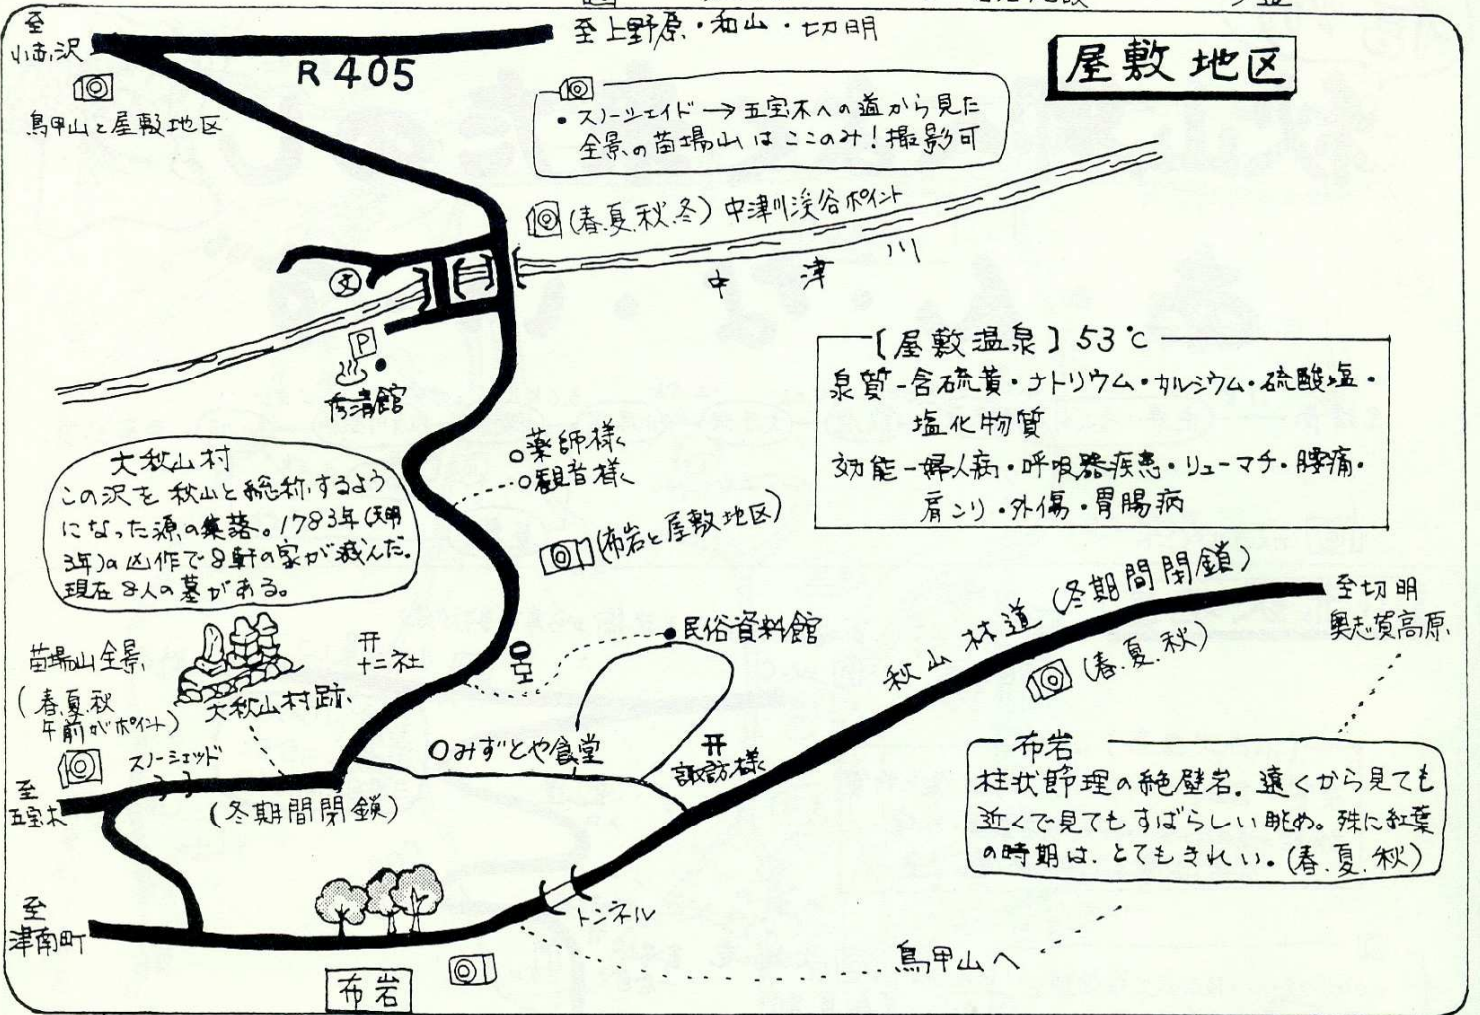 至
小赤沢
R405
至上野原・和山・切明
屋敷地区
鳥甲山と屋敷地区
・スノーシェイド→五宝木への道から見た
全景の苗場山はここのみ!撮影可
(春.夏.秋.冬)中津川渓谷ポイント
中津川
文
P
秀清館
【屋敷温泉】53℃
泉質-含硫黄・ナトリウム・カルシウム・硫酸塩・
塩化物質
効能-婦人病・呼吸器疾患・リューマチ・腰痛・
肩こり・外傷・胃腸病
大秋山村
この沢を秋山と総称するよう
になった源の集落。1783年(天明
3年)の凶作で8軒の家が滅んだ。
現在8人の墓がある。
薬師様
観音様
(布岩と屋敷地区)
苗場山全景
(春.夏.秋
午前がポイント)
大秋山村跡
十二社
民俗資料館
秋山林道(冬期間閉鎖)
至切明
奥志賀高原
(春.夏.秋)
みずとや食堂
諏訪様
スノーシェッド
至
五宝木
(冬期間閉鎖)
布岩
柱状節理の絶壁岩。遠くから見ても
近くで見てもすばらしい眺め。殊に紅葉
の時期は、とてもきれい。(春.夏.秋)
至
津南町
トンネル
鳥甲山へ
布岩